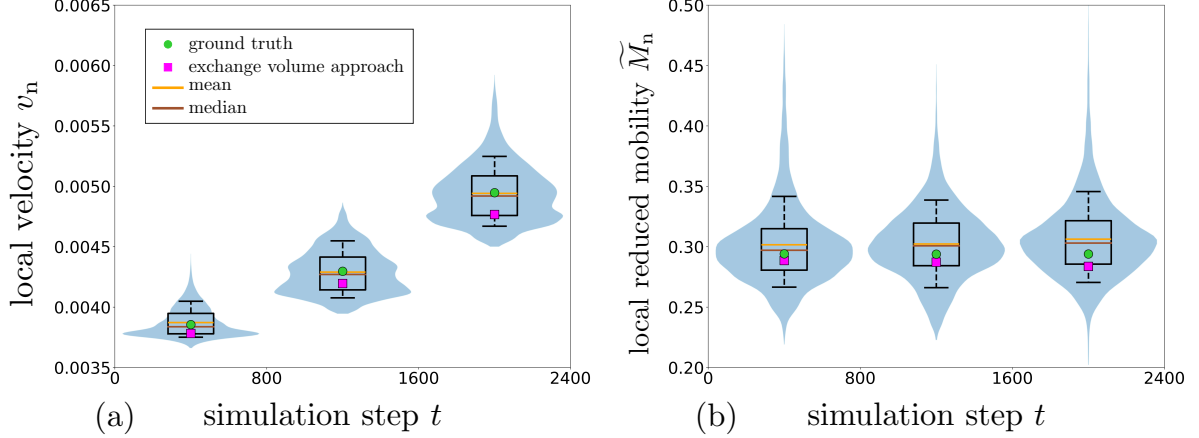 0.0065
0.0060
0.0055
0.0050
0.0045
0.0040
0.0035
local velocity vₙ
ground truth
exchange volume approach
mean
median
0 800 1600 2400
(a) simulation step t
0.50
0.45
0.40
0.35
0.30
0.25
0.20
local reduced mobility M̃ₙ
0 800 1600 2400
(b) simulation step t